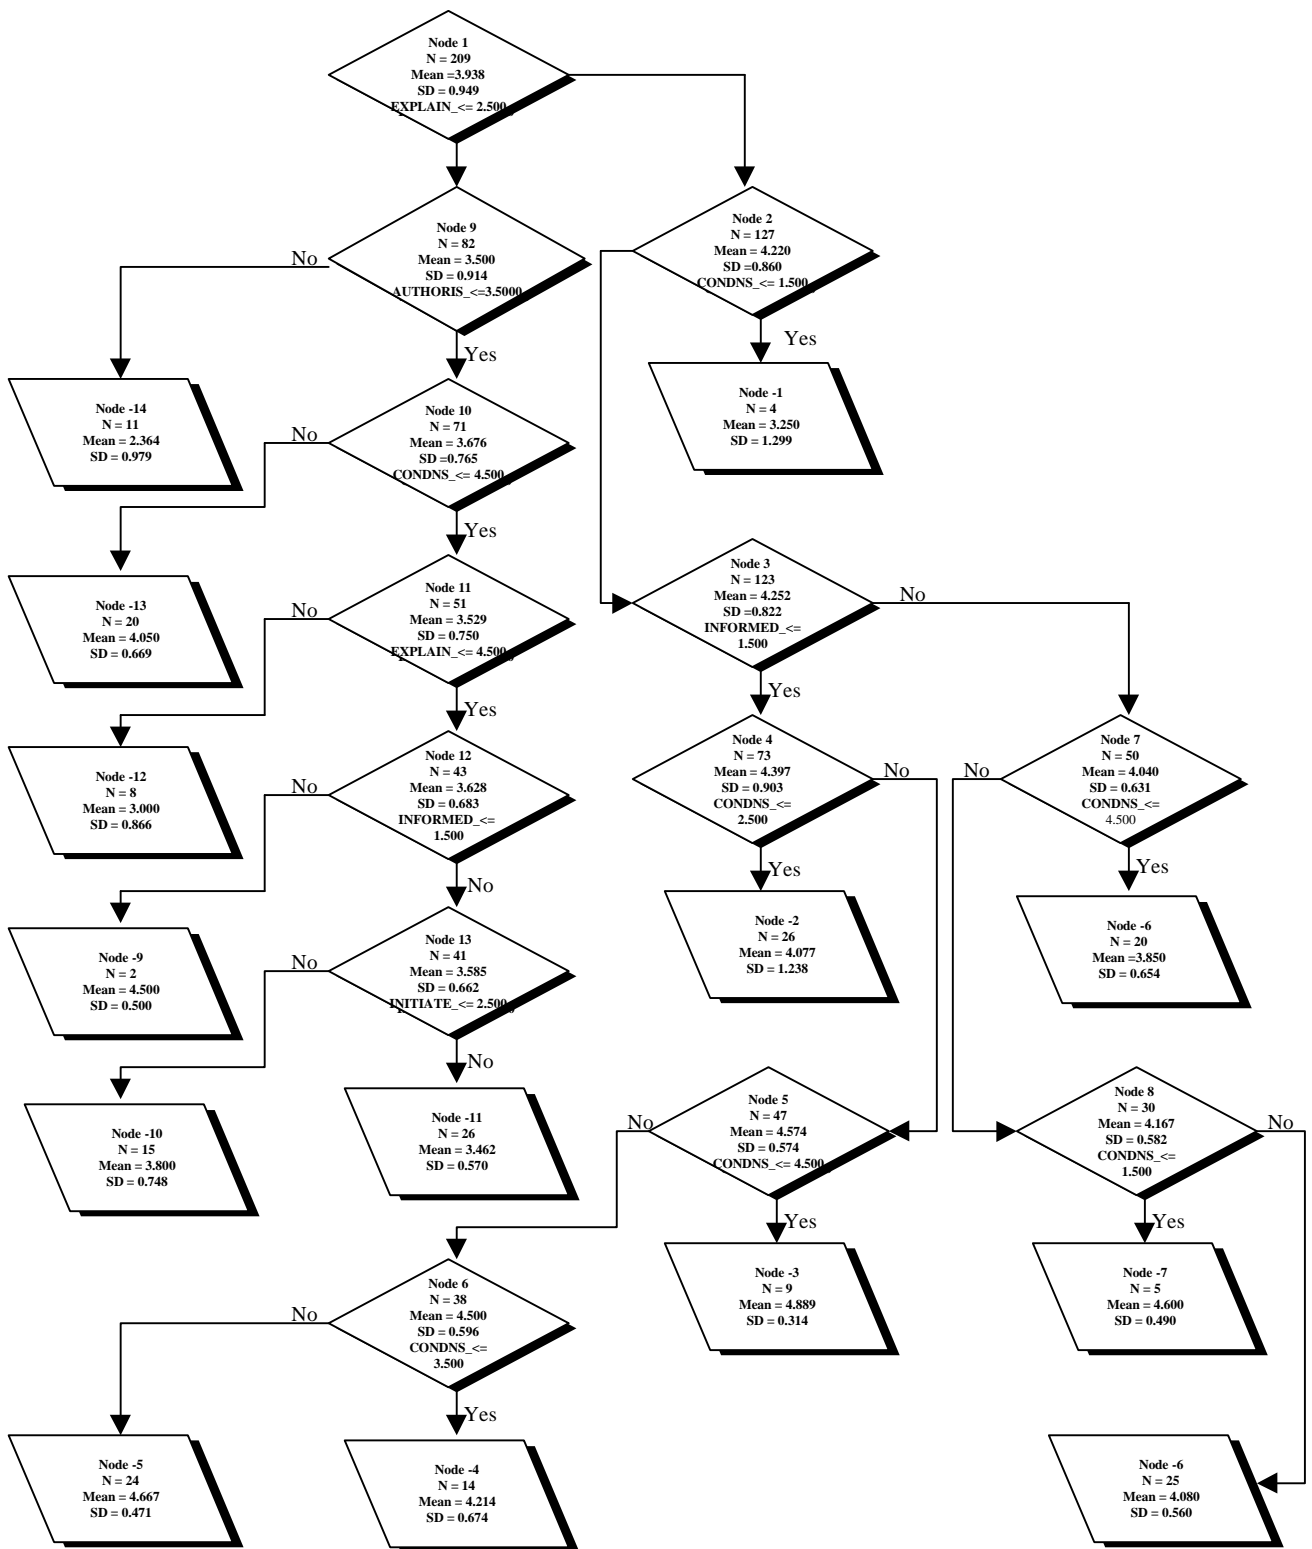 Node 1
N = 209
Mean =3.938
SD = 0.949
EXPLAIN_<= 2.500
Node 9
N = 82
Mean = 3.500
SD = 0.914
AUTHORIS_<=3.5000
No
Yes
Node 2
N = 127
Mean = 4.220
SD =0.860
CONDNS_<= 1.500
Yes
Node -14
N = 11
Mean = 2.364
SD = 0.979
Node 10
N = 71
Mean = 3.676
SD =0.765
CONDNS_<= 4.500
No
Yes
Node -1
N = 4
Mean = 3.250
SD = 1.299
Node -13
N = 20
Mean = 4.050
SD = 0.669
Node 11
N = 51
Mean = 3.529
SD = 0.750
EXPLAIN_<= 4.500
No
Yes
Node 3
N = 123
Mean = 4.252
SD =0.822
INFORMED_<=
1.500
No
Yes
Node -12
N = 8
Mean = 3.000
SD = 0.866
Node 12
N = 43
Mean = 3.628
SD = 0.683
INFORMED_<=
1.500
No
No
Node 4
N = 73
Mean = 4.397
SD = 0.903
CONDNS_<=
2.500
No
Yes
Node 7
N = 50
Mean = 4.040
SD = 0.631
CONDNS_<=
4.500
No
Yes
Node -9
N = 2
Mean = 4.500
SD = 0.500
Node 13
N = 41
Mean = 3.585
SD = 0.662
INITIATE_<= 2.500
No
No
Node -2
N = 26
Mean = 4.077
SD = 1.238
Node -6
N = 20
Mean =3.850
SD = 0.654
Node -10
N = 15
Mean = 3.800
SD = 0.748
Node -11
N = 26
Mean = 3.462
SD = 0.570
Node 5
N = 47
Mean = 4.574
SD = 0.574
CONDNS_<= 4.500
No
Yes
Node 8
N = 30
Mean = 4.167
SD = 0.582
CONDNS_<=
1.500
No
Yes
Node 6
N = 38
Mean = 4.500
SD = 0.596
CONDNS_<=
3.500
No
Yes
Node -3
N = 9
Mean = 4.889
SD = 0.314
Node -7
N = 5
Mean = 4.600
SD = 0.490
Node -5
N = 24
Mean = 4.667
SD = 0.471
Node -4
N = 14
Mean = 4.214
SD = 0.674
Node -6
N = 25
Mean = 4.080
SD = 0.560